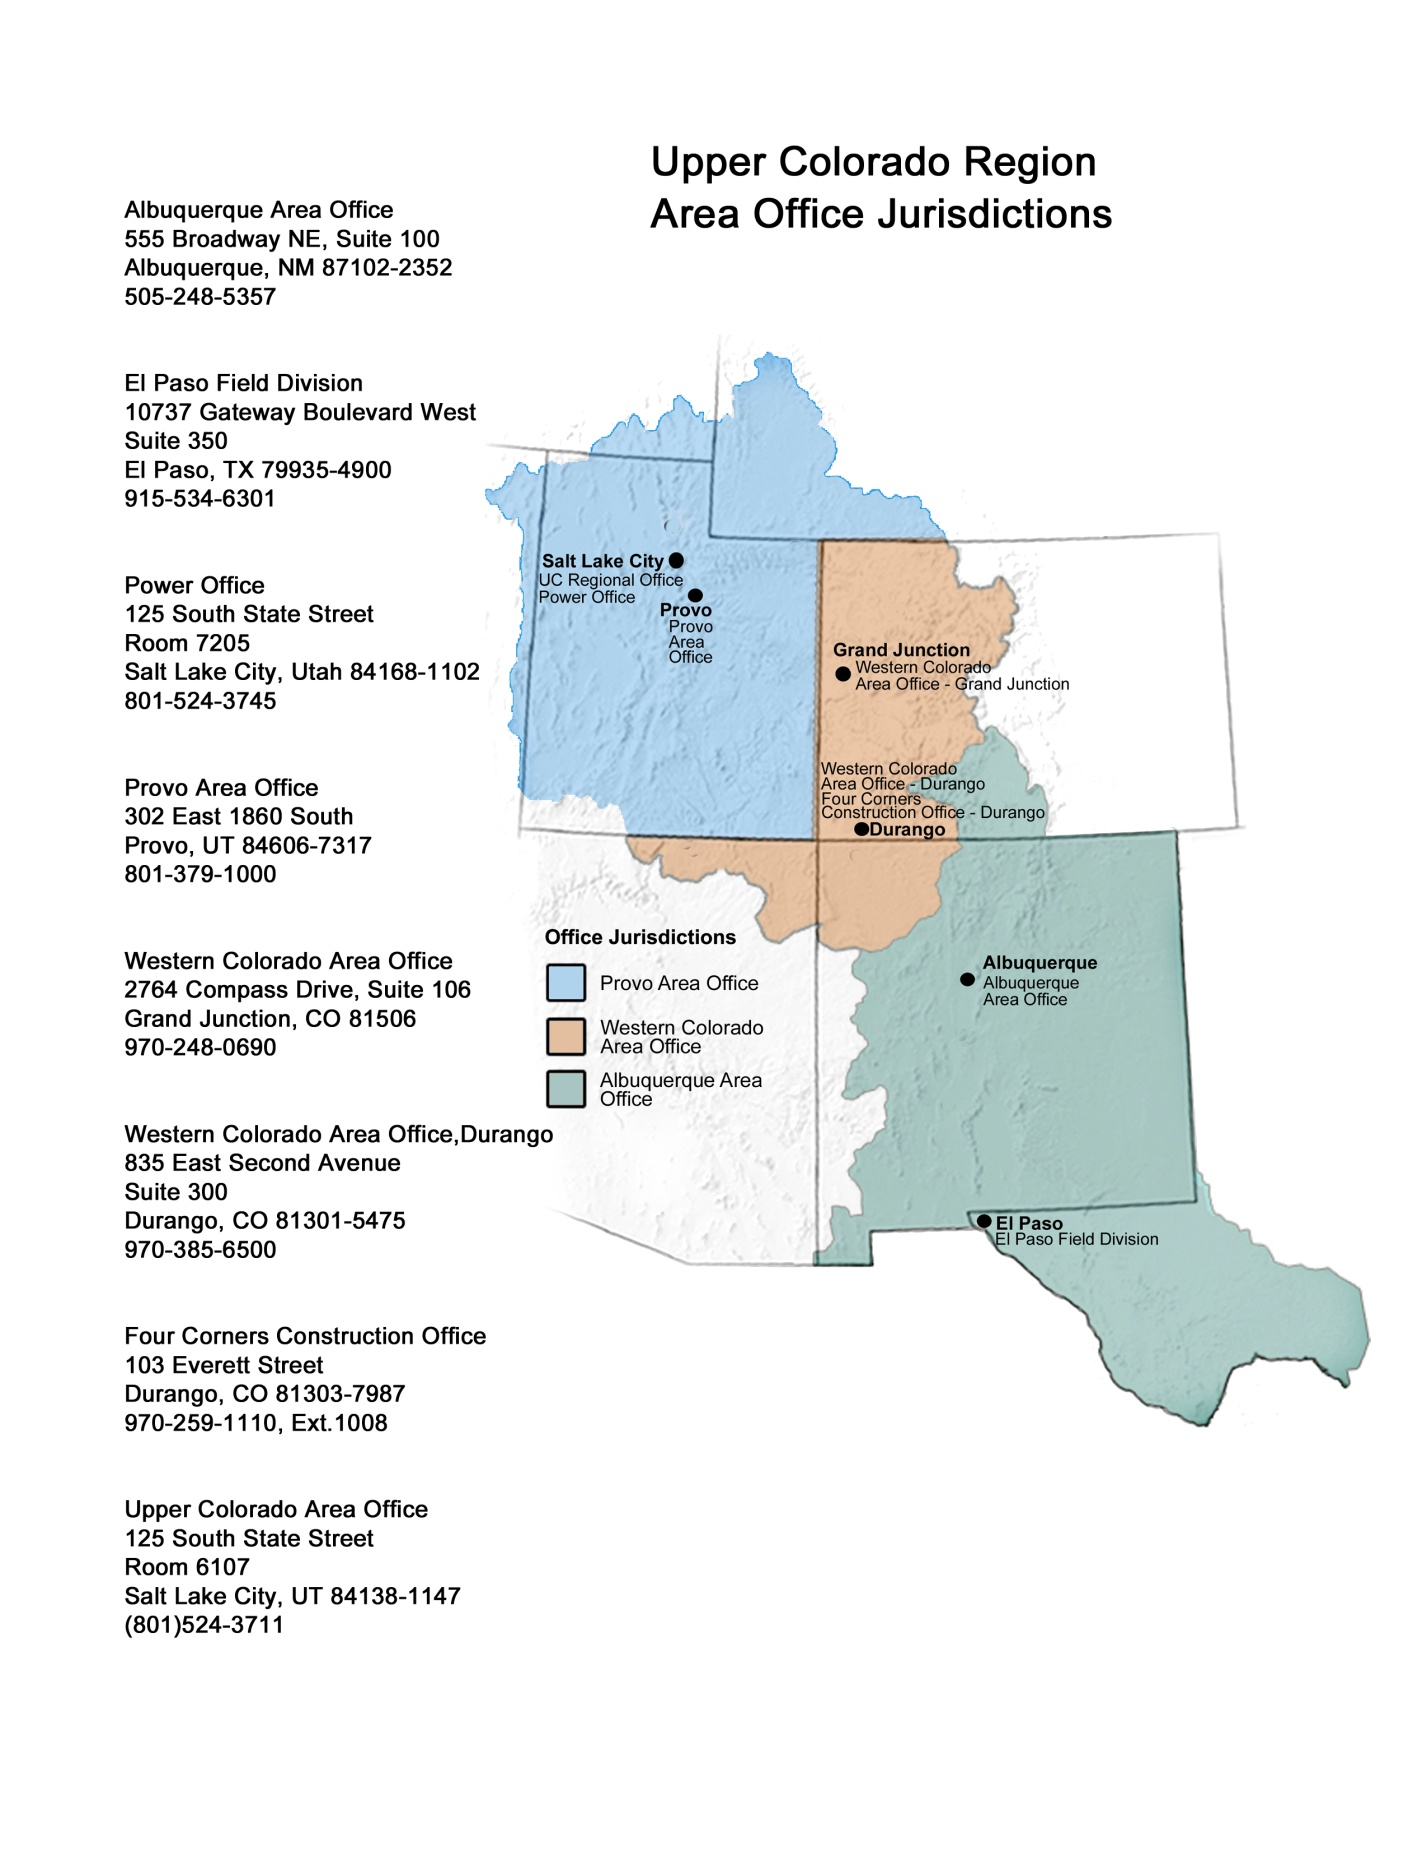 Upper Colorado Region
Area Office Jurisdictions
Albuquerque Area Office
555 Broadway NE, Suite 100
Albuquerque, NM 87102-2352
505-248-5357
El Paso Field Division
10737 Gateway Boulevard West
Suite 350
El Paso, TX 79935-4900
915-534-6301
Power Office
125 South State Street
Room 7205
Salt Lake City, Utah 84168-1102
801-524-3745
Provo Area Office
302 East 1860 South
Provo, UT 84606-7317
801-379-1000
Western Colorado Area Office
2764 Compass Drive, Suite 106
Grand Junction, CO 81506
970-248-0690
Western Colorado Area Office,Durango
835 East Second Avenue
Suite 300
Durango, CO 81301-5475
970-385-6500
Four Corners Construction Office
103 Everett Street
Durango, CO 81303-7987
970-259-1110, Ext.1008
Upper Colorado Area Office
125 South State Street
Room 6107
Salt Lake City, UT 84138-1147
(801)524-3711
Salt Lake City
UC Regional Office
Power Office
Provo
Provo
Area
Office
Grand Junction
Western Colorado
Area Office - Grand Junction
Western Colorado
Area Office - Durango
Four Corners
Construction Office - Durango
Durango
Albuquerque
Albuquerque
Area Office
El Paso
El Paso Field Division
Office Jurisdictions
Provo Area Office
Western Colorado
Area Office
Albuquerque Area
Office